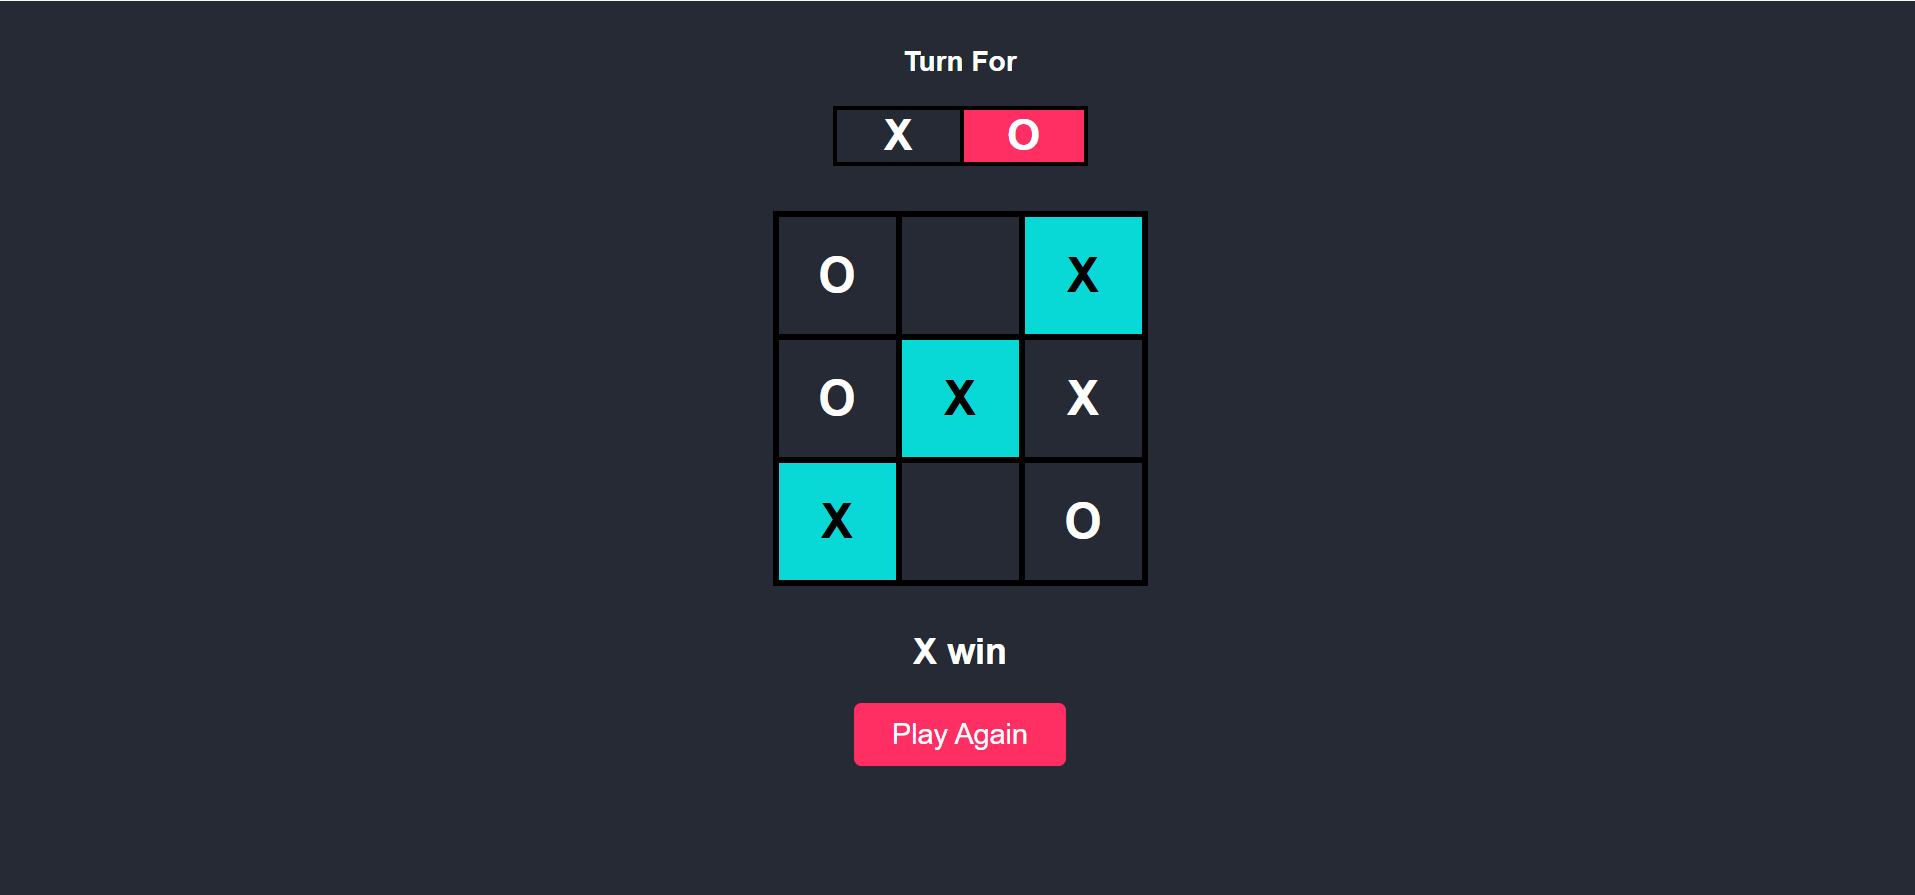 Turn For
X O
O X
O X X
X O
X win
Play Again